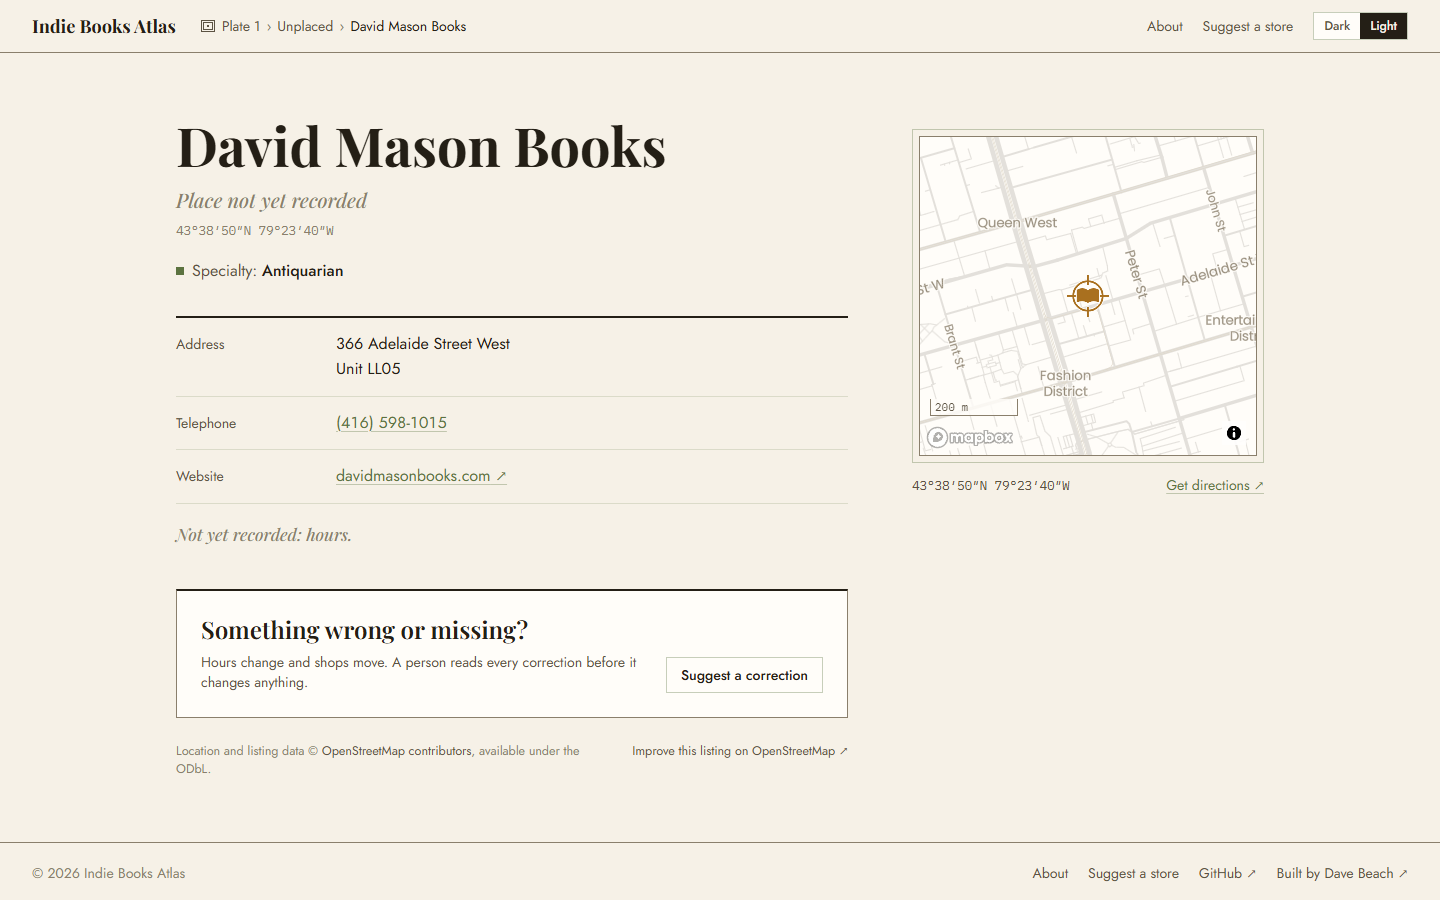 Indie Books Atlas
Plate 1 › Unplaced › David Mason Books
About
Suggest a store
Dark
Light
David Mason Books
Place not yet recorded
43°38′50″N 79°23′40″W
Specialty: Antiquarian
Address
366 Adelaide Street West
Unit LL05
Telephone
(416) 598-1015
Website
davidmasonbooks.com ↗
Not yet recorded: hours.
Something wrong or missing?
Hours change and shops move. A person reads every correction before it
changes anything.
Suggest a correction
Location and listing data © OpenStreetMap contributors, available under the
ODbL.
Improve this listing on OpenStreetMap ↗
Queen West
John St
Peter St
Adelaide St
St W
Brant St
Entertai
Distr
Fashion
District
200 m
mapbox
43°38′50″N 79°23′40″W
Get directions ↗
© 2026 Indie Books Atlas
About
Suggest a store
GitHub ↗
Built by Dave Beach ↗